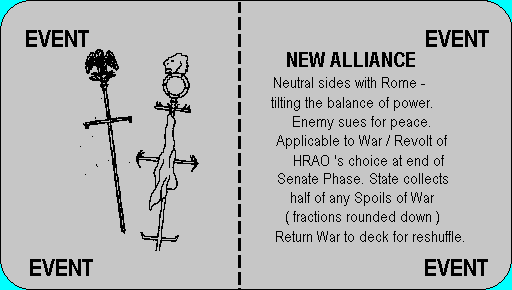 EVENT
EVENT
NEW ALLIANCE
Neutral sides with Rome -
tilting the balance of power.
Enemy sues for peace.
Applicable to War / Revolt of
HRAO 's choice at end of
Senate Phase. State collects
half of any Spoils of War
( fractions rounded down )
Return War to deck for reshuffle.
EVENT
EVENT